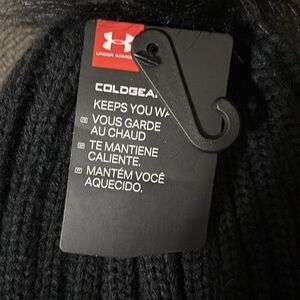 UNDER ARMOUR
COLDGEAR
KEEPS YOU WA
VOUS GARDE
AU CHAUD
TE MANTIENE
CALIENTE.
MANTÉM VOCÊ
AQUECIDO.